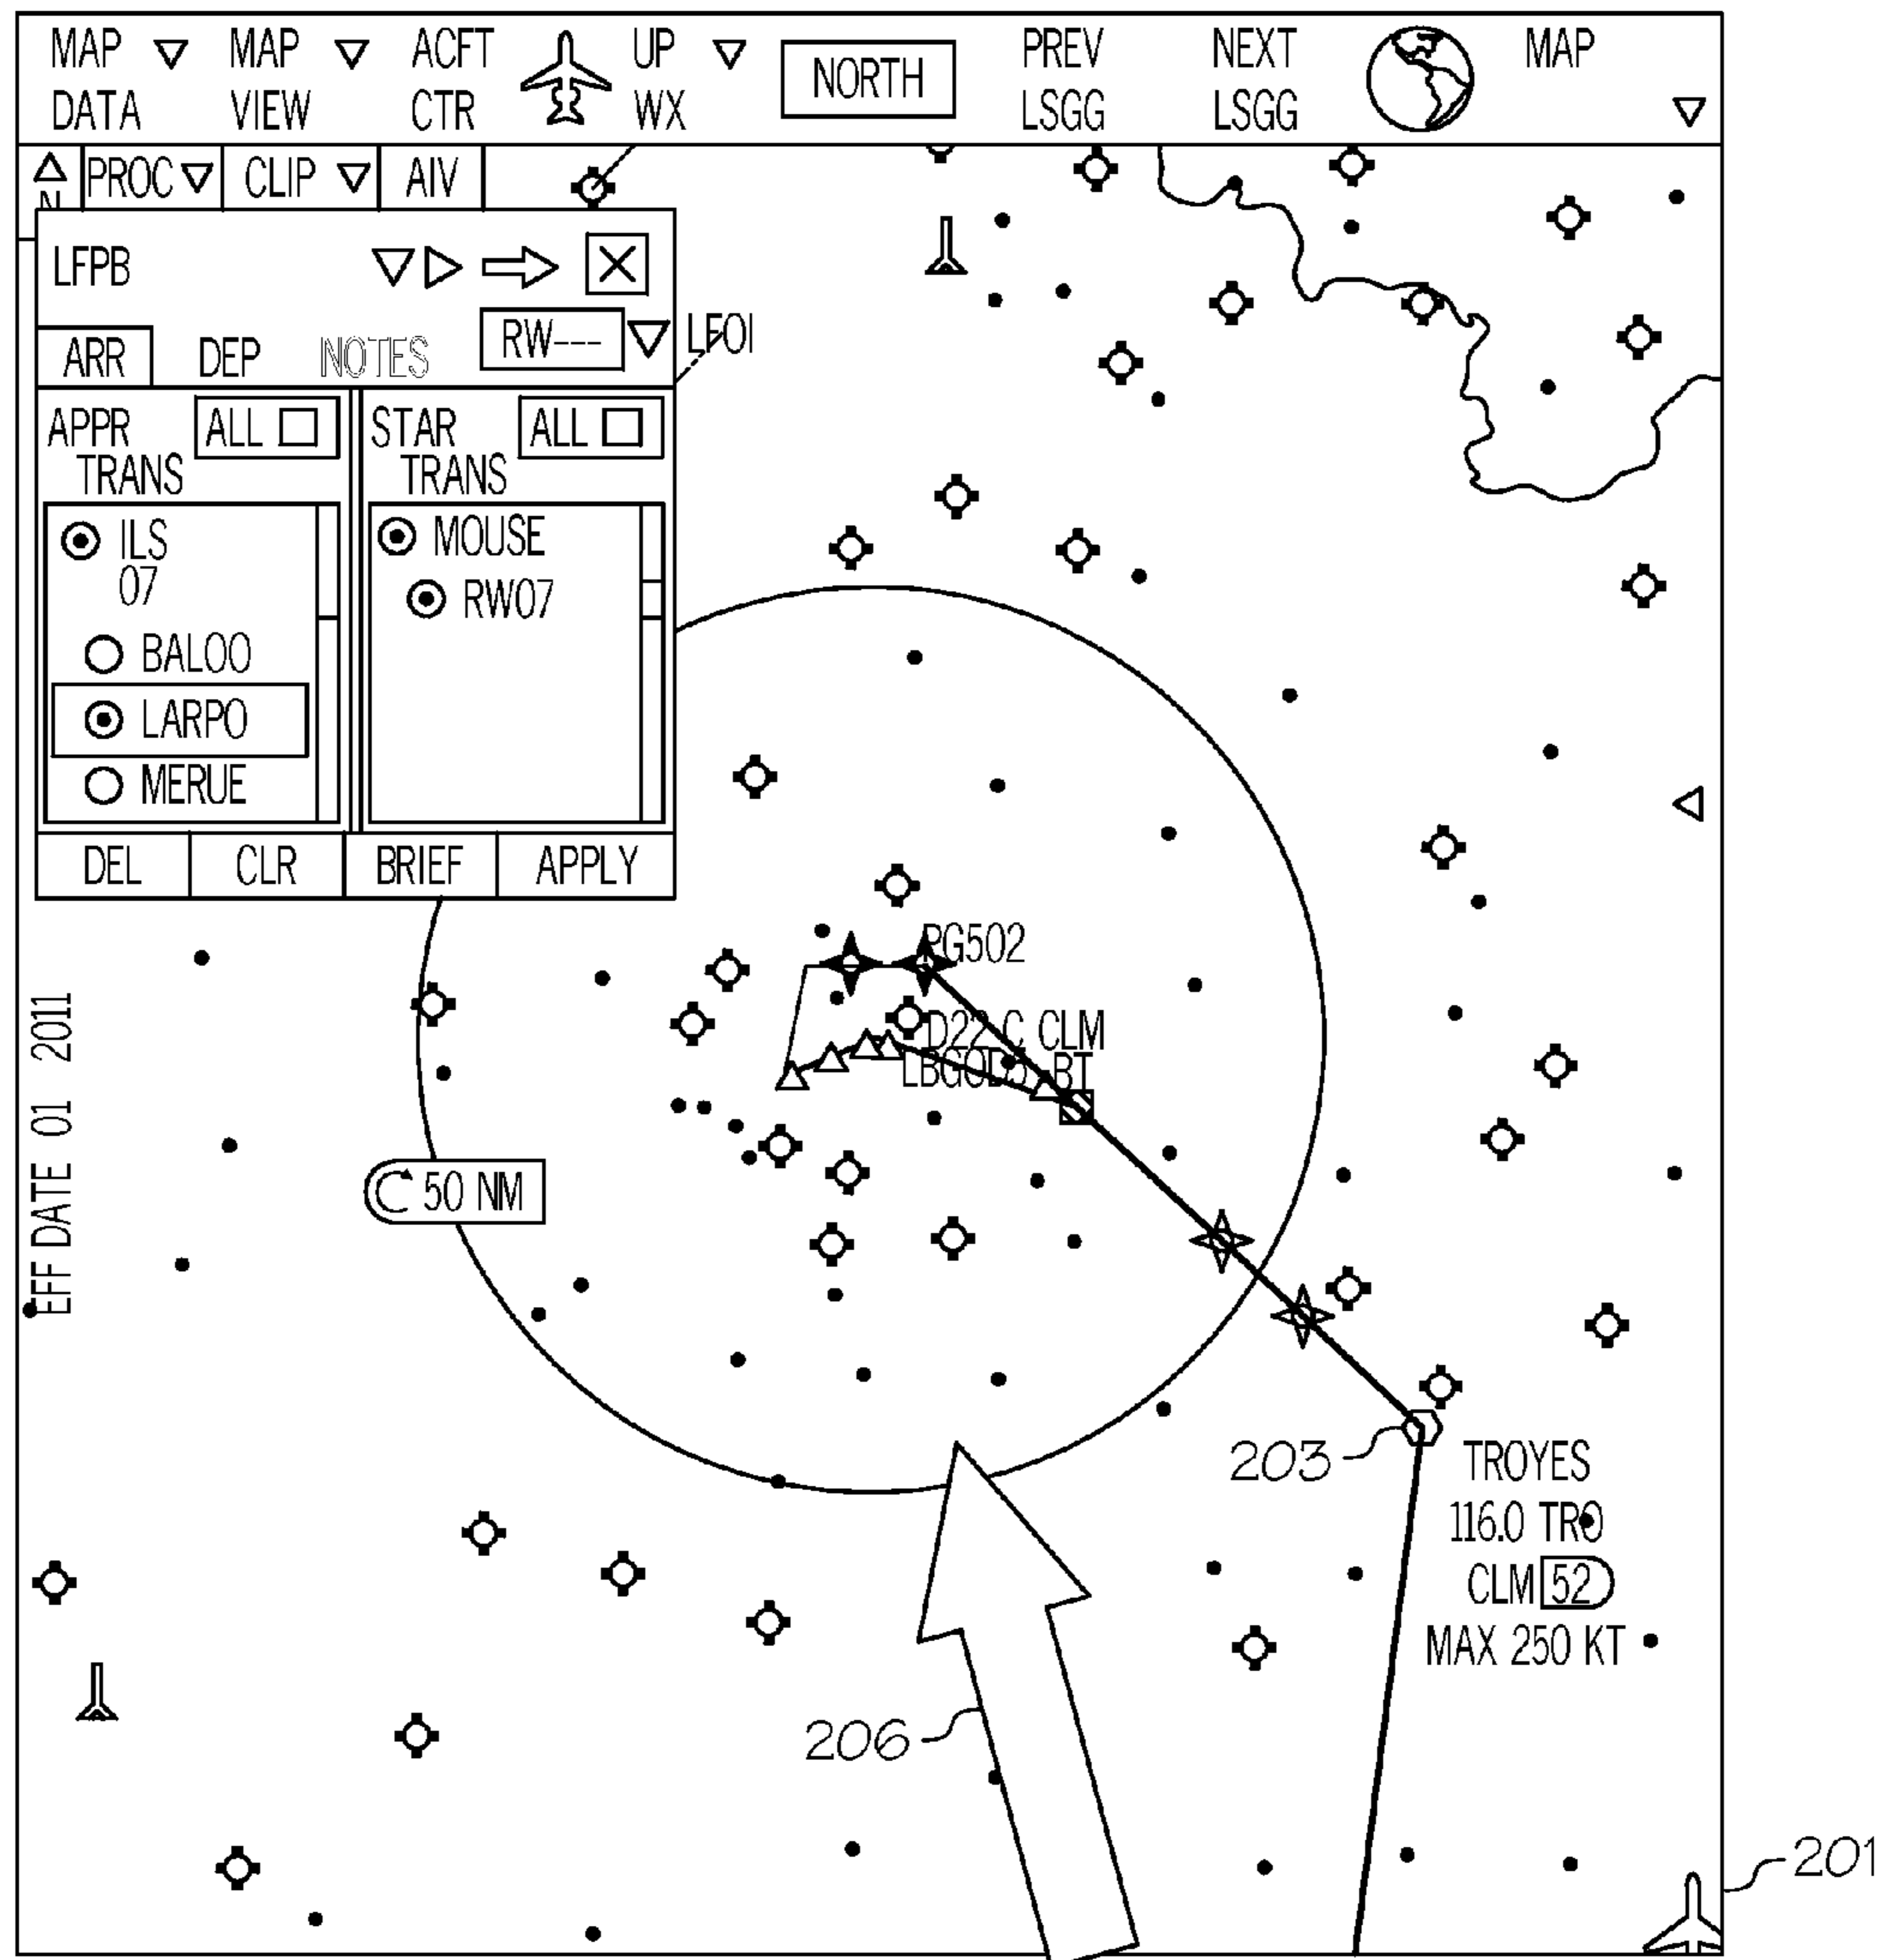 MAP DATA
MAP VIEW
ACFT CTR
UP WX
NORTH
PREV LSGG
NEXT LSGG
MAP
N
PROC
CLIP
AIV
LFPB
RW---
LFOI
ARR
DEP
NOTES
APPR
TRANS
ALL
STAR
TRANS
ALL
ILS
07
BALOO
LARPO
MERUE
MOUSE
RW07
DEL
CLR
BRIEF
APPLY
PG502
CLM
BT
EFF DATE 01 2011
50 NM
203
TROYES
116.0 TRO
CLM 52
MAX 250 KT
206
201